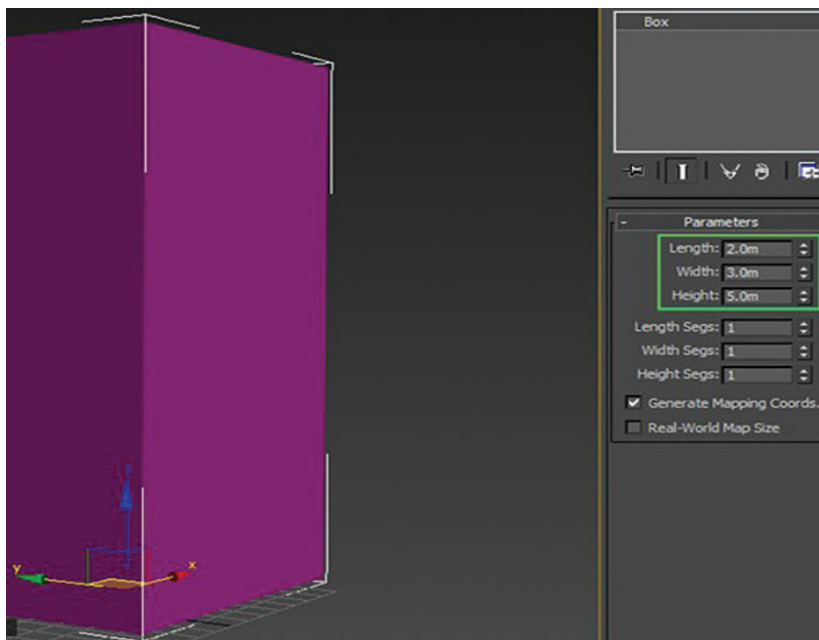 Box
- Parameters
Length: 2.0m
Width: 3.0m
Height: 5.0m
Length Segs: 1
Width Segs: 1
Height Segs: 1
Generate Mapping Coords.
Real-World Map Size
z
y
x